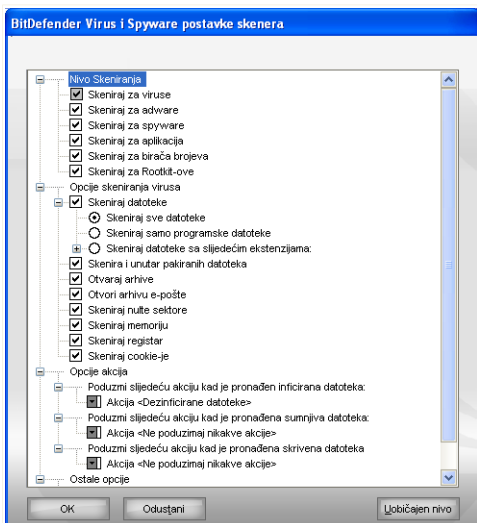 BitDefender Virus i Spyware postavke skenera
Nivo Skeniranja
Skeniraj za viruse
Skeniraj za adware
Skeniraj za spyware
Skeniraj za aplikacija
Skeniraj za birača brojeva
Skeniraj za Rootkit-ove
Opcije skeniranja virusa
Skeniraj datoteke
Skeniraj sve datoteke
Skeniraj samo programske datoteke
Skeniraj datoteke sa slijedećim ekstenzijama:
Skenira i unutar pakiranih datoteka
Otvaraj arhive
Otvori arhivu e-pošte
Skeniraj nulte sektore
Skeniraj memoriju
Skeniraj registar
Skeniraj cookie-je
Opcije akcija
Poduzmi slijedeću akciju kad je pronađen inficirana datoteka:
Akcija <Dezinficirane datoteke>
Poduzmi slijedeću akciju kad je pronađena sumnjiva datoteka:
Akcija <Ne poduzimaj nikakve akcije>
Poduzmi slijedeću akciju kad je pronađena skrivena datoteka
Akcija <Ne poduzimaj nikakve akcije>
Ostale opcije
OK Odustani Uobičajen nivo